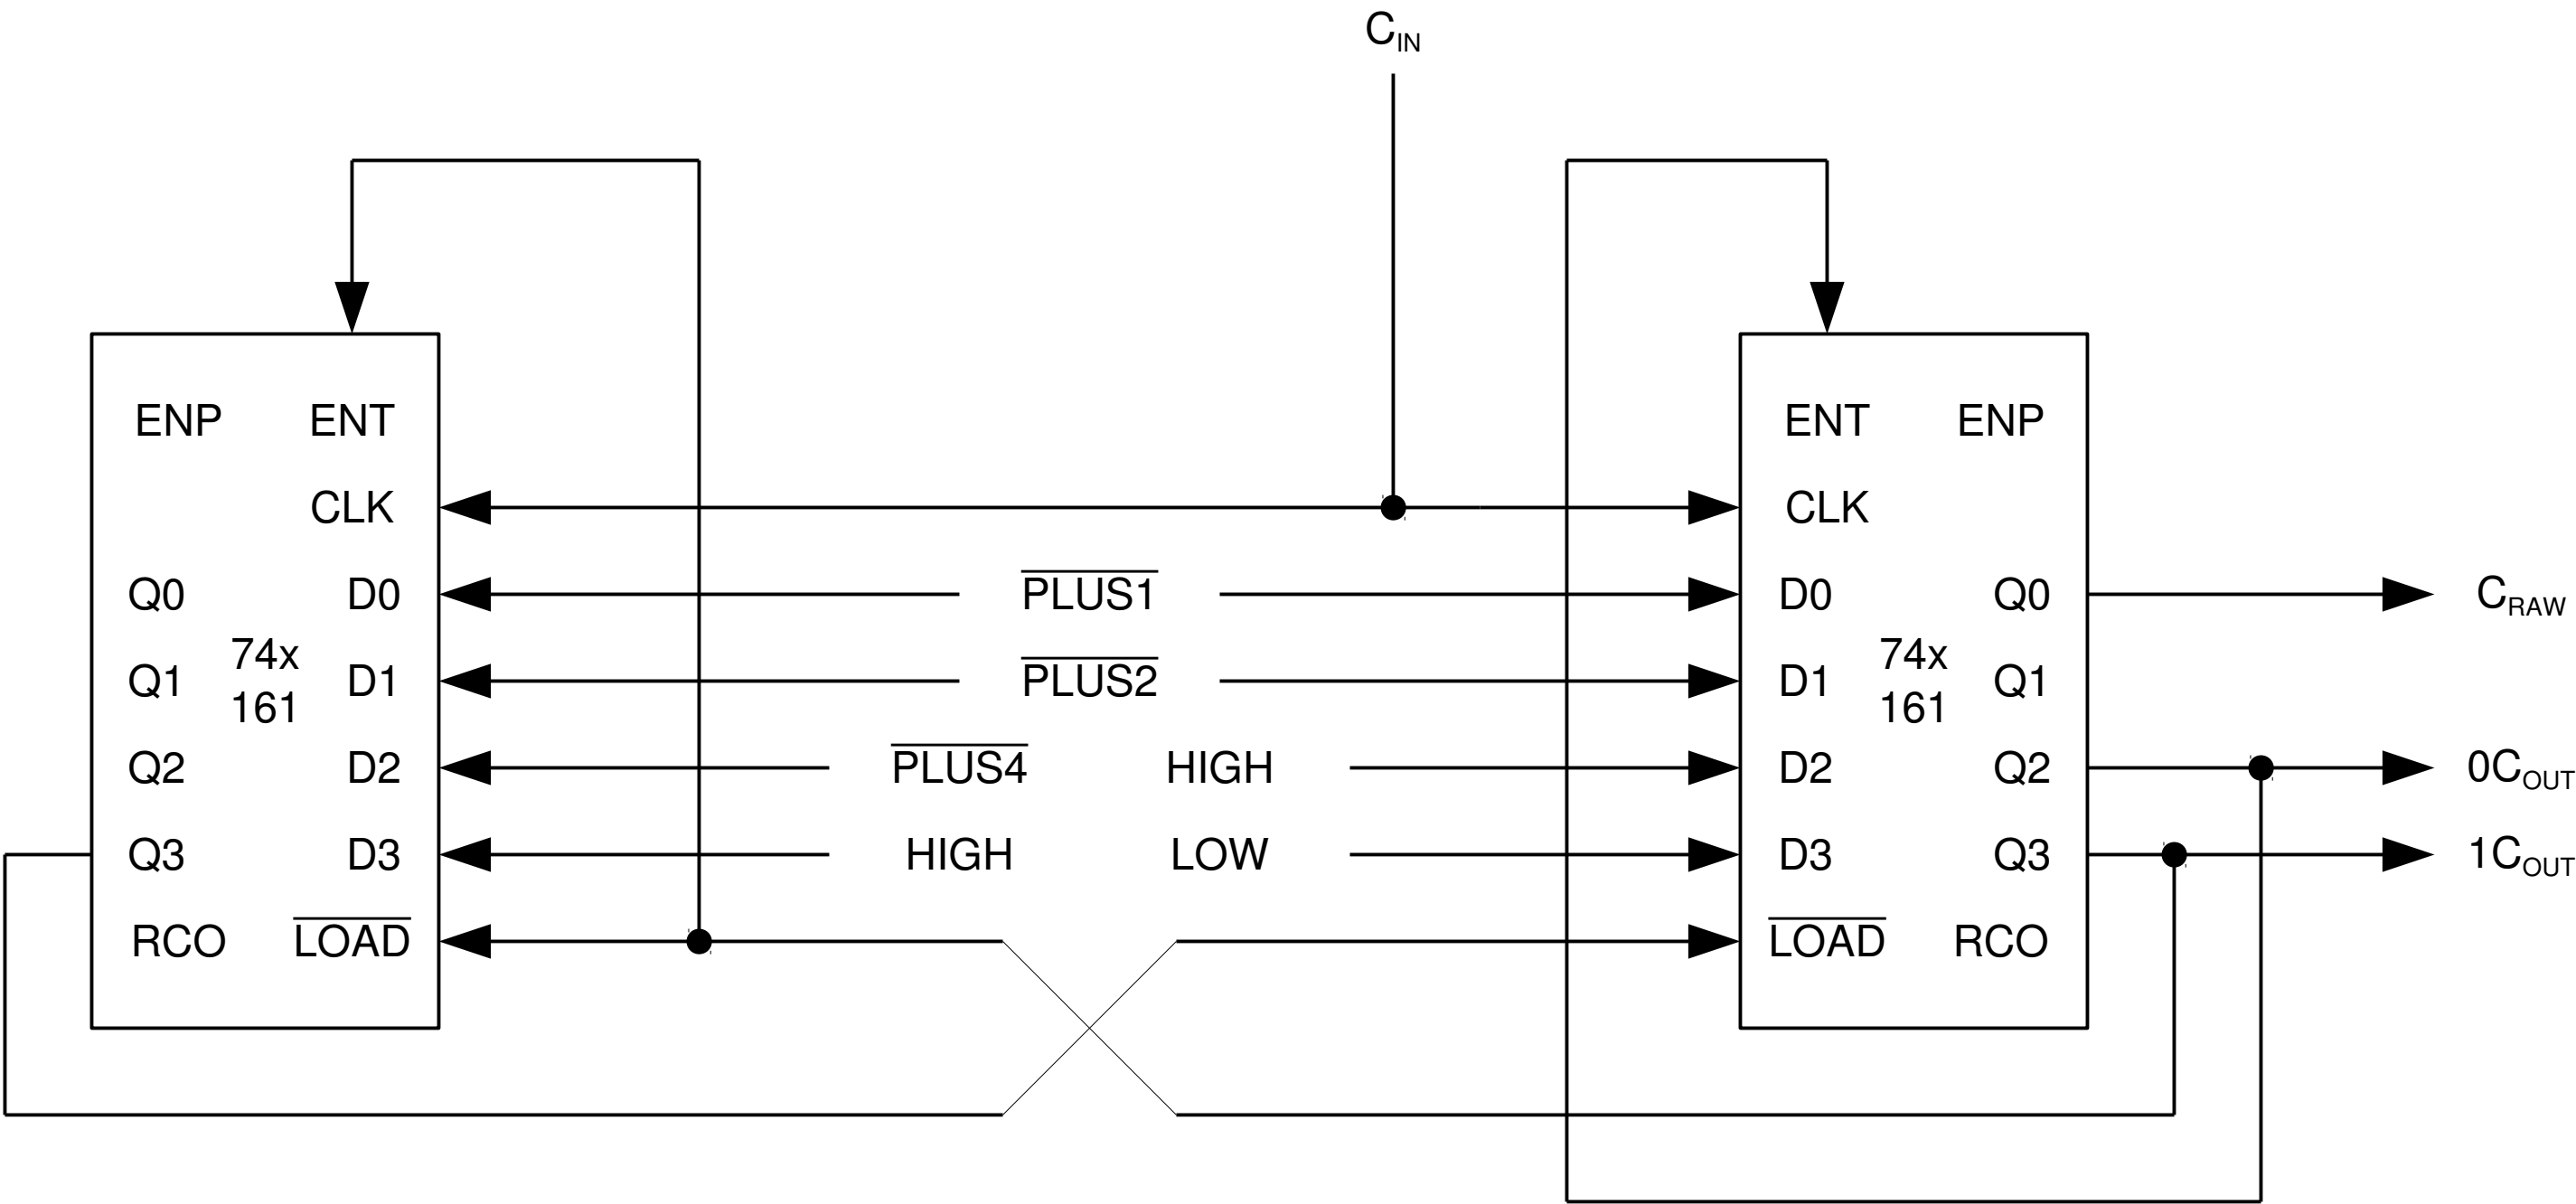 C_IN
ENP ENT
ENT ENP
CLK
CLK
Q0 D0
PLUS1
D0 Q0
C_RAW
74x
161
74x
161
Q1 D1
PLUS2
D1 Q1
Q2 D2
PLUS4
HIGH
D2 Q2
0C_OUT
Q3 D3
HIGH
LOW
D3 Q3
1C_OUT
RCO LOAD
LOAD RCO